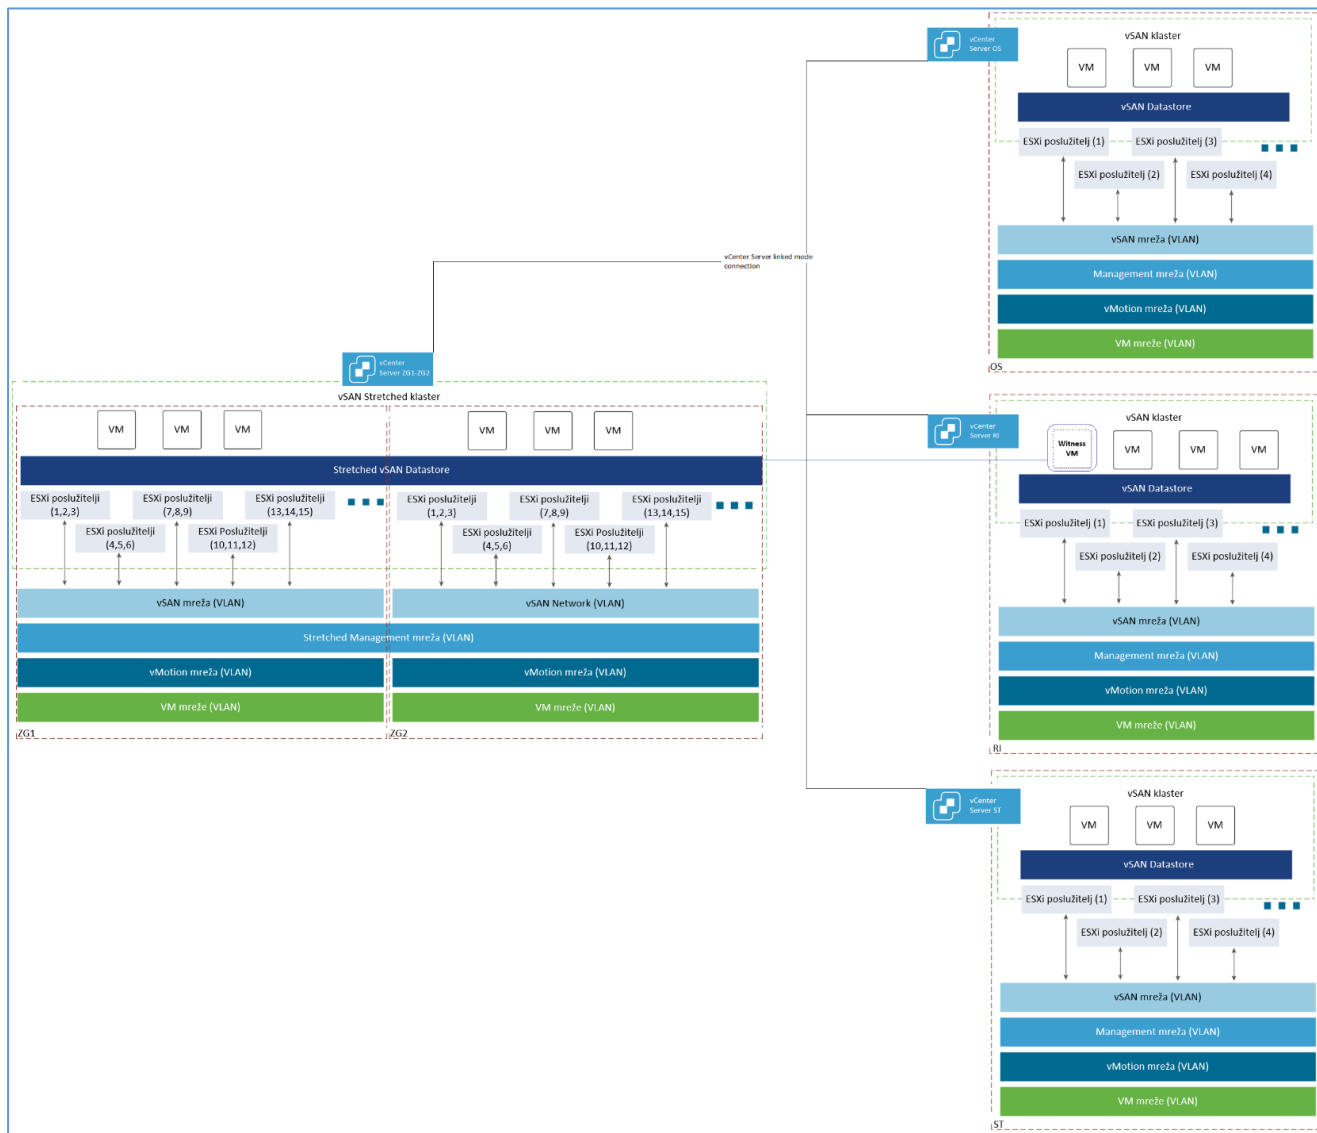 vCenter
Server OS
vSAN klaster
VM
VM
VM
vSAN Datastore
ESXi poslužitelj (1)
ESXi poslužitelj (3)
ESXi poslužitelj (2)
ESXi poslužitelj (4)
vSAN mreža (VLAN)
Management mreža (VLAN)
vMotion mreža (VLAN)
VM mreže (VLAN)
OS
vCenter Server linked mode
connection
vCenter
Server ZG1-ZG2
vSAN Stretched klaster
VM
VM
VM
VM
VM
VM
Stretched vSAN Datastore
ESXi poslužitelji
(1,2,3)
ESXi poslužitelji
(7,8,9)
ESXi poslužitelji
(13,14,15)
ESXi poslužitelji
(4,5,6)
ESXi Poslužitelji
(10,11,12)
ESXi poslužitelji
(1,2,3)
ESXi poslužitelji
(7,8,9)
ESXi poslužitelji
(13,14,15)
ESXi poslužitelji
(4,5,6)
ESXi Poslužitelji
(10,11,12)
vSAN mreža (VLAN)
vSAN Network (VLAN)
Stretched Management mreža (VLAN)
vMotion mreža (VLAN)
vMotion mreža (VLAN)
VM mreže (VLAN)
VM mreže (VLAN)
ZG1
ZG2
vCenter
Server RI
vSAN klaster
Witness
VM
VM
VM
VM
vSAN Datastore
ESXi poslužitelj (1)
ESXi poslužitelj (3)
ESXi poslužitelj (2)
ESXi poslužitelj (4)
vSAN mreža (VLAN)
Management mreža (VLAN)
vMotion mreža (VLAN)
VM mreže (VLAN)
RI
vCenter
Server ST
vSAN klaster
VM
VM
VM
vSAN Datastore
ESXi poslužitelj (1)
ESXi poslužitelj (3)
ESXi poslužitelj (2)
ESXi poslužitelj (4)
vSAN mreža (VLAN)
Management mreža (VLAN)
vMotion mreža (VLAN)
VM mreže (VLAN)
ST